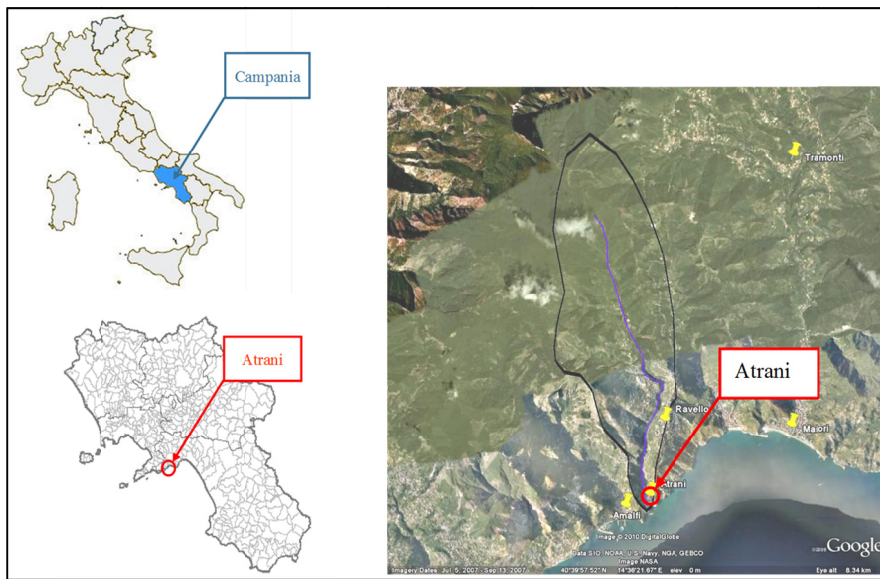 Campania
Atrani
Tramonti
Atrani
Ravello
Maiori
Atrani
Amalfi
Image © 2010 DigitalGlobe
Data SIO, NOAA, U.S. Navy, NGA, GEBCO
Image NASA
Google
Imagery Dates: Jul 5, 2007 - Sep 13, 2007
40°39'57.52" N
14°36'21.67" E
elev 0 m
Eye alt 8.34 km